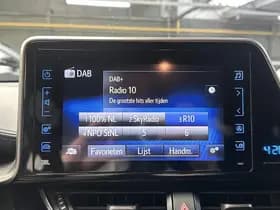 DAB
DAB+
Radio 10
De grootste hits aller tijden
1 100% NL 2 SkyRadio 3 R10
4 NPO StNL 5 6
Favorieten Lijst Handm.